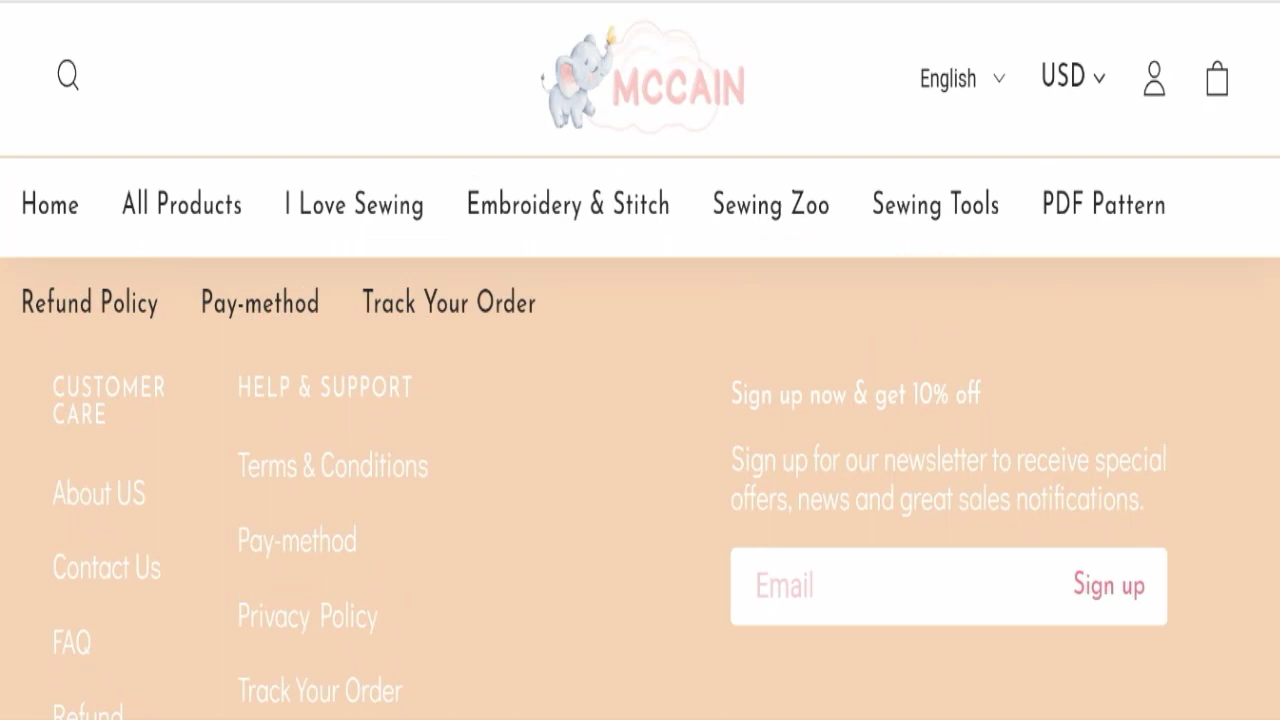 MCCAIN
English
USD
Home All Products I Love Sewing Embroidery & Stitch Sewing Zoo Sewing Tools PDF Pattern
Refund Policy Pay-method Track Your Order
CUSTOMER
CARE
About US
Contact Us
FAQ
Refund
HELP & SUPPORT
Terms & Conditions
Pay-method
Privacy Policy
Track Your Order
Sign up now & get 10% off
Sign up for our newsletter to receive special
offers, news and great sales notifications.
Email Sign up